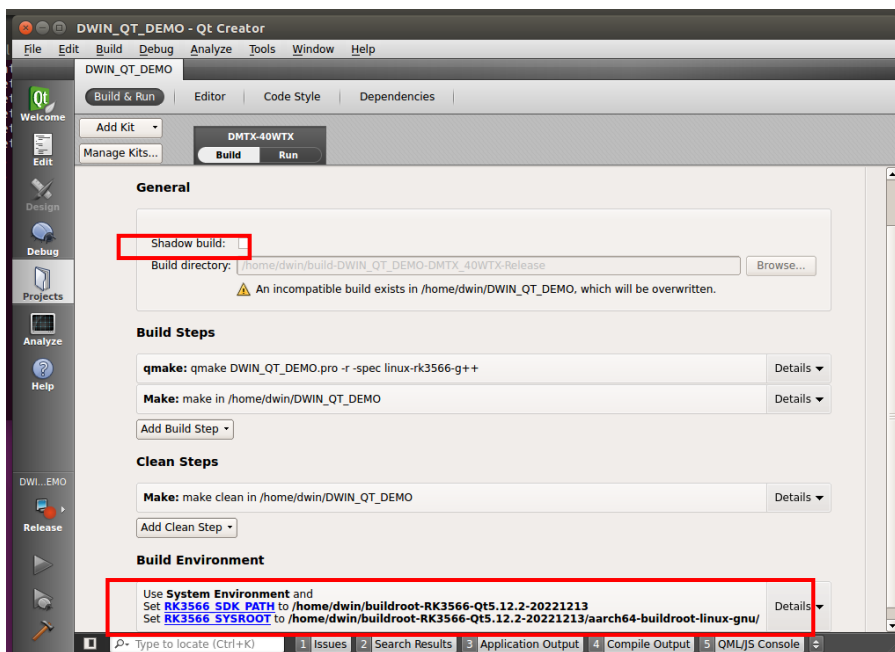 DWIN_QT_DEMO - Qt Creator
File Edit Build Debug Analyze Tools Window Help
DWIN_QT_DEMO
Qt
Welcome
Build & Run Editor Code Style Dependencies
Add Kit
Manage Kits...
DMTX-40WTX
Build Run
Edit
Design
Debug
Projects
Analyze
Help
General
Shadow build:
Build directory: /home/dwin/build-DWIN_QT_DEMO-DMTX_40WTX-Release Browse...
An incompatible build exists in /home/dwin/DWIN_QT_DEMO, which will be overwritten.
Build Steps
qmake: qmake DWIN_QT_DEMO.pro -r -spec linux-rk3566-g++ Details
Make: make in /home/dwin/DWIN_QT_DEMO Details
Add Build Step
Clean Steps
Make: make clean in /home/dwin/DWIN_QT_DEMO Details
Add Clean Step
DWI...EMO
Release
Build Environment
Use System Environment and
Set RK3566_SDK_PATH to /home/dwin/buildroot-RK3566-Qt5.12.2-20221213
Set RK3566_SYSROOT to /home/dwin/buildroot-RK3566-Qt5.12.2-20221213/aarch64-buildroot-linux-gnu/
Details
Type to locate (Ctrl+K) 1 Issues 2 Search Results 3 Application Output 4 Compile Output 5 QML/JS Console